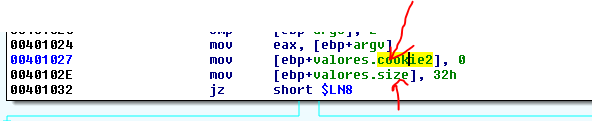 00401024 mov eax, [ebp+argv]
00401027 mov [ebp+valores.cookie2], 0
0040102E mov [ebp+valores.size], 32h
00401032 jz short $LN8